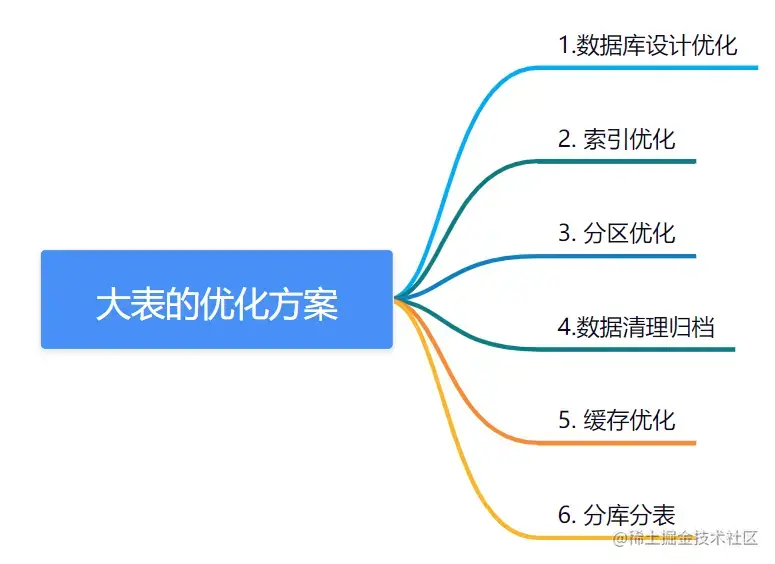 1.数据库设计优化
2. 索引优化
3. 分区优化
大表的优化方案
4.数据清理归档
5. 缓存优化
6. 分库分表
@稀土掘金技术社区